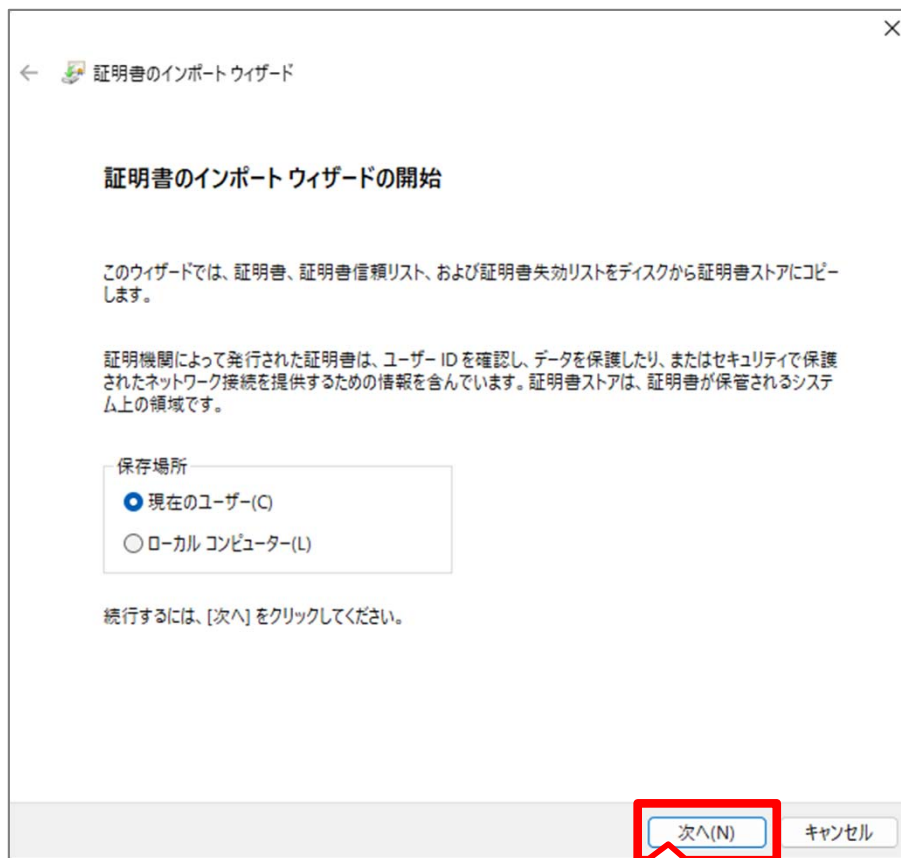 証明書のインポート ウィザード
証明書のインポート ウィザードの開始
このウィザードでは、証明書、証明書信頼リスト、および証明書失効リストをディスクから証明書ストアにコピー
します。
証明機関によって発行された証明書は、ユーザー ID を確認し、データを保護したり、またはセキュリティで保護
されたネットワーク接続を提供するための情報を含んでいます。証明書ストアは、証明書が保管されるシステ
ム上の領域です。
保存場所
現在のユーザー(C)
ローカル コンピューター(L)
続行するには、[次へ] をクリックしてください。
次へ(N)
キャンセル